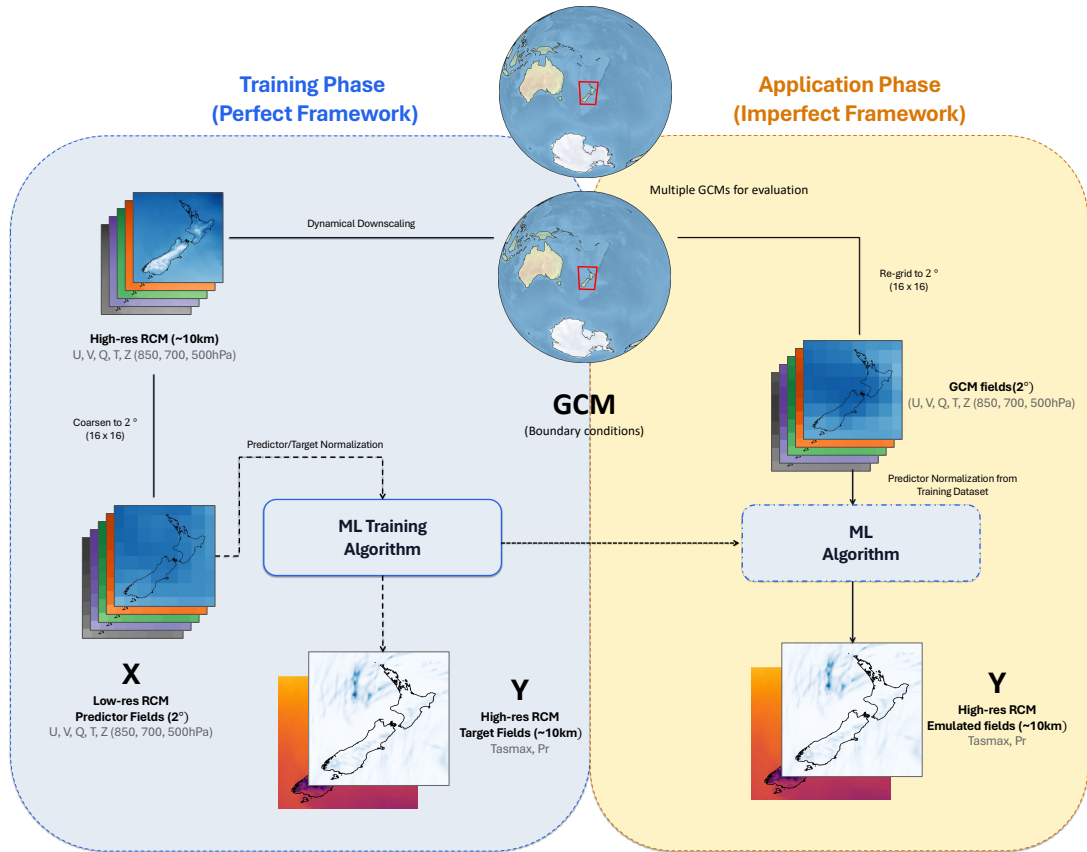 Training Phase
(Perfect Framework)
Application Phase
(Imperfect Framework)
Multiple GCMs for evaluation
Dynamical Downscaling
Re-grid to 2 °
(16 x 16)
High-res RCM (~10km)
U, V, Q, T, Z (850, 700, 500hPa)
GCM
(Boundary conditions)
GCM fields(2°)
(U, V, Q, T, Z (850, 700, 500hPa)
Coarsen to 2 °
(16 x 16)
Predictor/Target Normalization
Predictor Normalization from
Training Dataset
ML Training
Algorithm
ML
Algorithm
X
Low-res RCM
Predictor Fields (2°)
U, V, Q, T, Z (850, 700, 500hPa)
Y
High-res RCM
Target Fields (~10km)
Tasmax, Pr
Y
High-res RCM
Emulated fields (~10km)
Tasmax, Pr